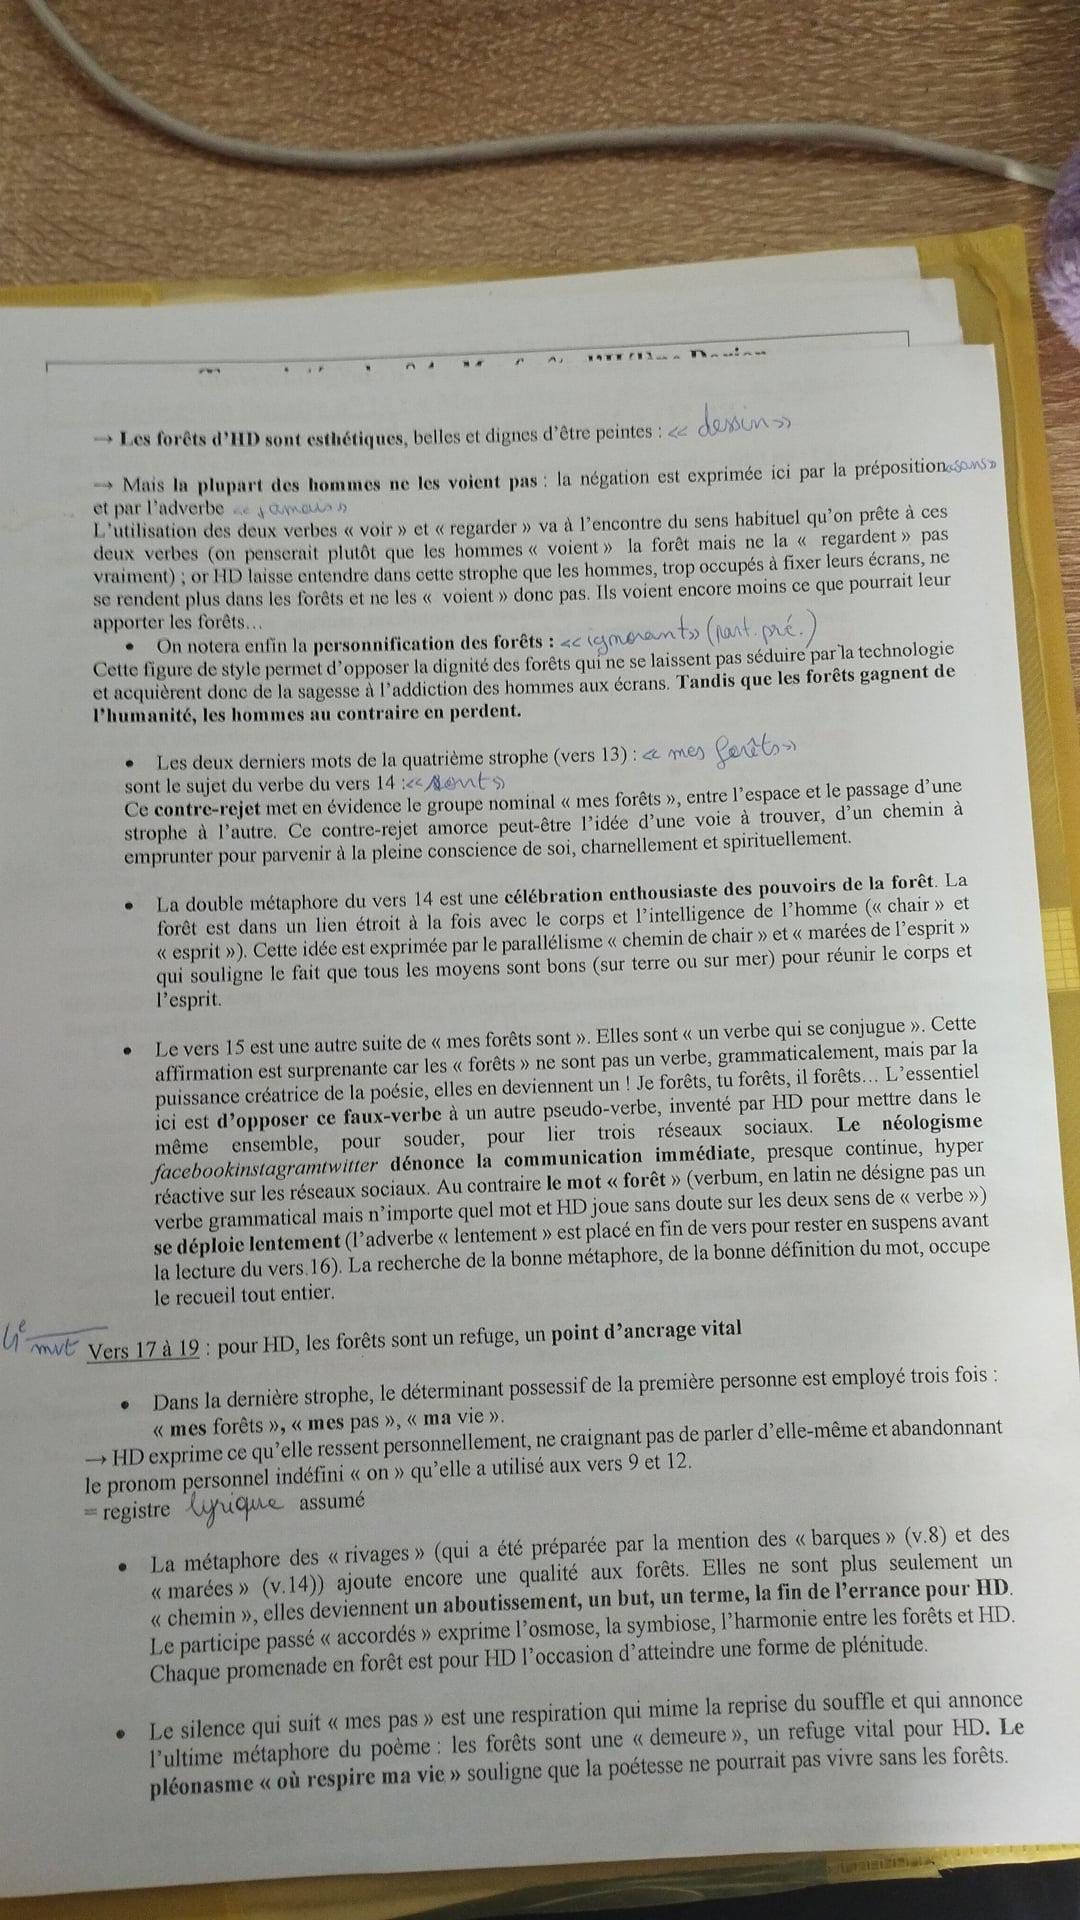 → Les forêts d'HD sont esthétiques, belles et dignes d'être peintes : « dessin »
→ Mais la plupart des hommes ne les voient pas : la négation est exprimée ici par la préposition «sans»
et par l'adverbe « jamais »
L'utilisation des deux verbes « voir » et « regarder » va à l'encontre du sens habituel qu'on prête à ces
deux verbes (on penserait plutôt que les hommes « voient » la forêt mais ne la « regardent » pas
vraiment) ; or HD laisse entendre dans cette strophe que les hommes, trop occupés à fixer leurs écrans, ne
se rendent plus dans les forêts et ne les « voient » donc pas. Ils voient encore moins ce que pourrait leur
apporter les forêts…
• On notera enfin la personnification des forêts : « ignorant » (part. pré.)
Cette figure de style permet d'opposer la dignité des forêts qui ne se laissent pas séduire par la technologie
et acquièrent donc de la sagesse à l'addiction des hommes aux écrans. Tandis que les forêts gagnent de
l'humanité, les hommes au contraire en perdent.
• Les deux derniers mots de la quatrième strophe (vers 13) : « mes forêts »
sont le sujet du verbe du vers 14 : « sont »
Ce contre-rejet met en évidence le groupe nominal « mes forêts », entre l'espace et le passage d'une
strophe à l'autre. Ce contre-rejet amorce peut-être l'idée d'une voie à trouver, d'un chemin à
emprunter pour parvenir à la pleine conscience de soi, charnellement et spirituellement.
• La double métaphore du vers 14 est une célébration enthousiaste des pouvoirs de la forêt. La
forêt est dans un lien étroit à la fois avec le corps et l'intelligence de l'homme (« chair » et
« esprit »). Cette idée est exprimée par le parallélisme « chemin de chair » et « marées de l'esprit »
qui souligne le fait que tous les moyens sont bons (sur terre ou sur mer) pour réunir le corps et
l'esprit.
• Le vers 15 est une autre suite de « mes forêts sont ». Elles sont « un verbe qui se conjugue ». Cette
affirmation est surprenante car les « forêts » ne sont pas un verbe, grammaticalement, mais par la
puissance créatrice de la poésie, elles en deviennent un ! Je forêts, tu forêts, il forêts… L'essentiel
ici est d'opposer ce faux-verbe à un autre pseudo-verbe, inventé par HD pour mettre dans le
même ensemble, pour souder, pour lier trois réseaux sociaux. Le néologisme
facebookinstagramtwitter dénonce la communication immédiate, presque continue, hyper
réactive sur les réseaux sociaux. Au contraire le mot « forêt » (verbum, en latin ne désigne pas un
verbe grammatical mais n'importe quel mot et HD joue sans doute sur les deux sens de « verbe »)
se déploie lentement (l'adverbe « lentement » est placé en fin de vers pour rester en suspens avant
la lecture du vers 16). La recherche de la bonne métaphore, de la bonne définition du mot, occupe
le recueil tout entier.
4e mvt Vers 17 à 19 : pour HD, les forêts sont un refuge, un point d'ancrage vital
• Dans la dernière strophe, le déterminant possessif de la première personne est employé trois fois :
« mes forêts », « mes pas », « ma vie ».
→ HD exprime ce qu'elle ressent personnellement, ne craignant pas de parler d'elle-même et abandonnant
le pronom personnel indéfini « on » qu'elle a utilisé aux vers 9 et 12.
= registre lyrique assumé
• La métaphore des « rivages » (qui a été préparée par la mention des « barques » (v.8) et des
« marées » (v.14)) ajoute encore une qualité aux forêts. Elles ne sont plus seulement un
« chemin », elles deviennent un aboutissement, un but, un terme, la fin de l'errance pour HD.
Le participe passé « accordés » exprime l'osmose, la symbiose, l'harmonie entre les forêts et HD.
Chaque promenade en forêt est pour HD l'occasion d'atteindre une forme de plénitude.
• Le silence qui suit « mes pas » est une respiration qui mime la reprise du souffle et qui annonce
l'ultime métaphore du poème : les forêts sont une « demeure », un refuge vital pour HD. Le
pléonasme « où respire ma vie » souligne que la poétesse ne pourrait pas vivre sans les forêts.